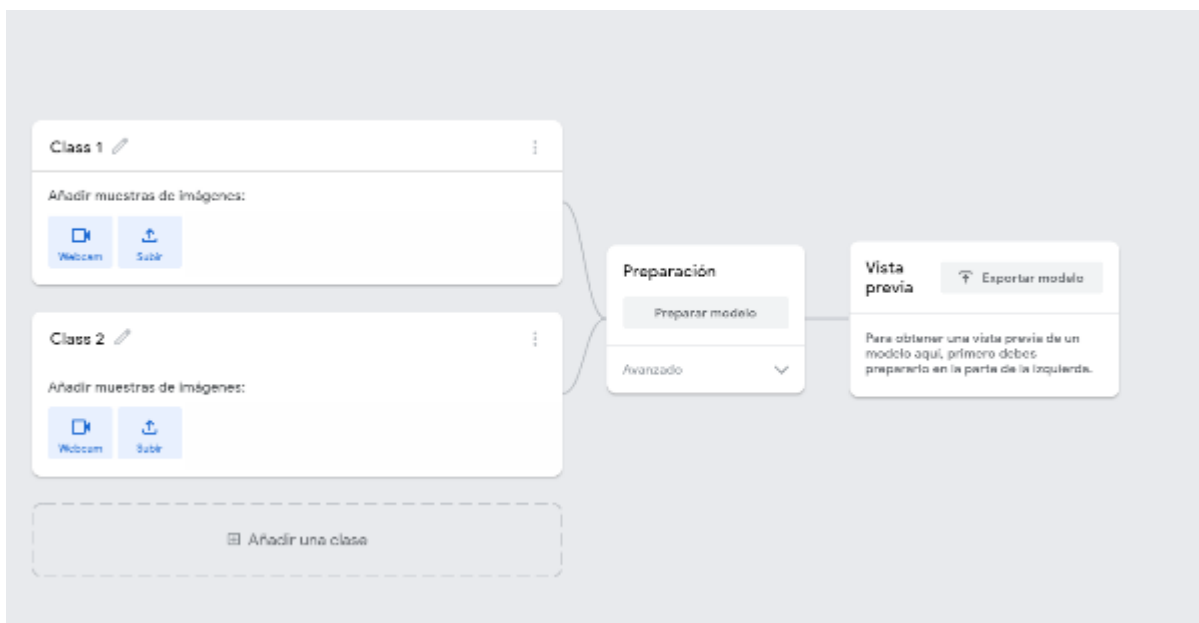 Class 1
Añadir muestras de imágenes:
Webcam
Subir
Class 2
Añadir muestras de imágenes:
Webcam
Subir
Añadir una clase
Preparación
Preparar modelo
Avanzado
Vista
previa
Exportar modelo
Para obtener una vista previa de un
modelo aquí, primero debes
prepararlo en la parte de la izquierda.